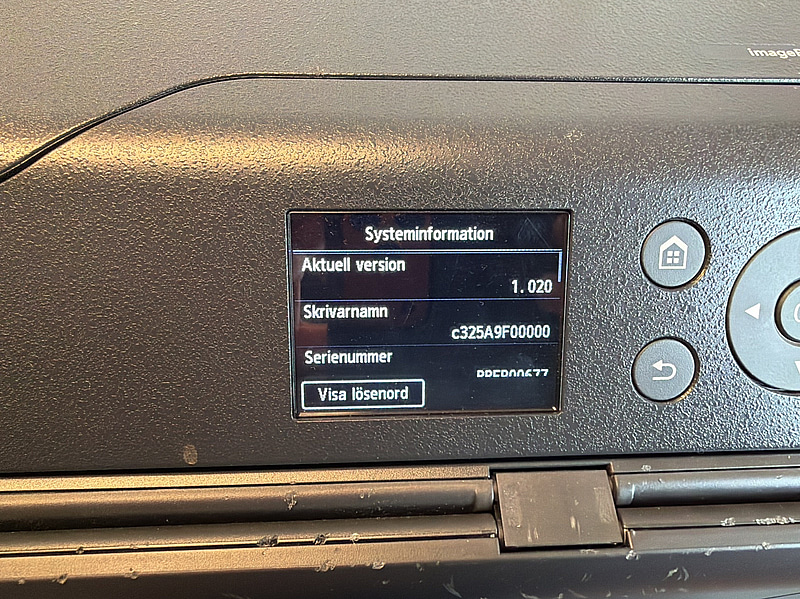 Systeminformation
Aktuell version
1.020
Skrivarnamn
c325A9F00000
Serienummer
Visa lösenord